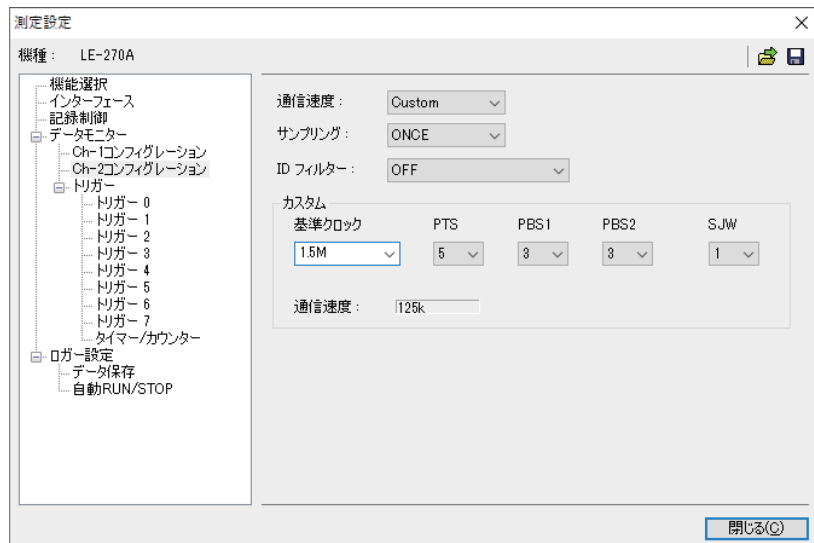 測定設定
機種： LE-270A
機能選択
インターフェース
記録制御
データモニター
Ch-1コンフィグレーション
Ch-2コンフィグレーション
トリガー
トリガー 0
トリガー 1
トリガー 2
トリガー 3
トリガー 4
トリガー 5
トリガー 6
トリガー 7
タイマー/カウンター
ロガー設定
データ保存
自動RUN/STOP
通信速度： Custom
サンプリング： ONCE
ID フィルター： OFF
カスタム
基準クロック PTS PBS1 PBS2 SJW
1.5M 5 3 3 1
通信速度： 125k
閉じる(C)